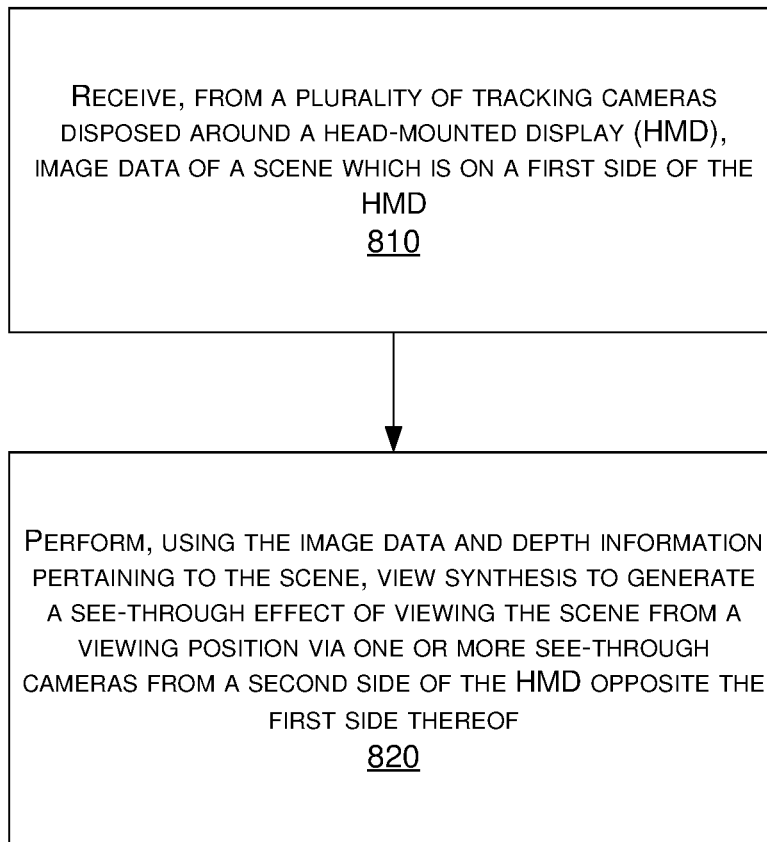 RECEIVE, FROM A PLURALITY OF TRACKING CAMERAS
DISPOSED AROUND A HEAD-MOUNTED DISPLAY (HMD),
IMAGE DATA OF A SCENE WHICH IS ON A FIRST SIDE OF THE
HMD
810
PERFORM, USING THE IMAGE DATA AND DEPTH INFORMATION
PERTAINING TO THE SCENE, VIEW SYNTHESIS TO GENERATE
A SEE-THROUGH EFFECT OF VIEWING THE SCENE FROM A
VIEWING POSITION VIA ONE OR MORE SEE-THROUGH
CAMERAS FROM A SECOND SIDE OF THE HMD OPPOSITE THE
FIRST SIDE THEREOF
820